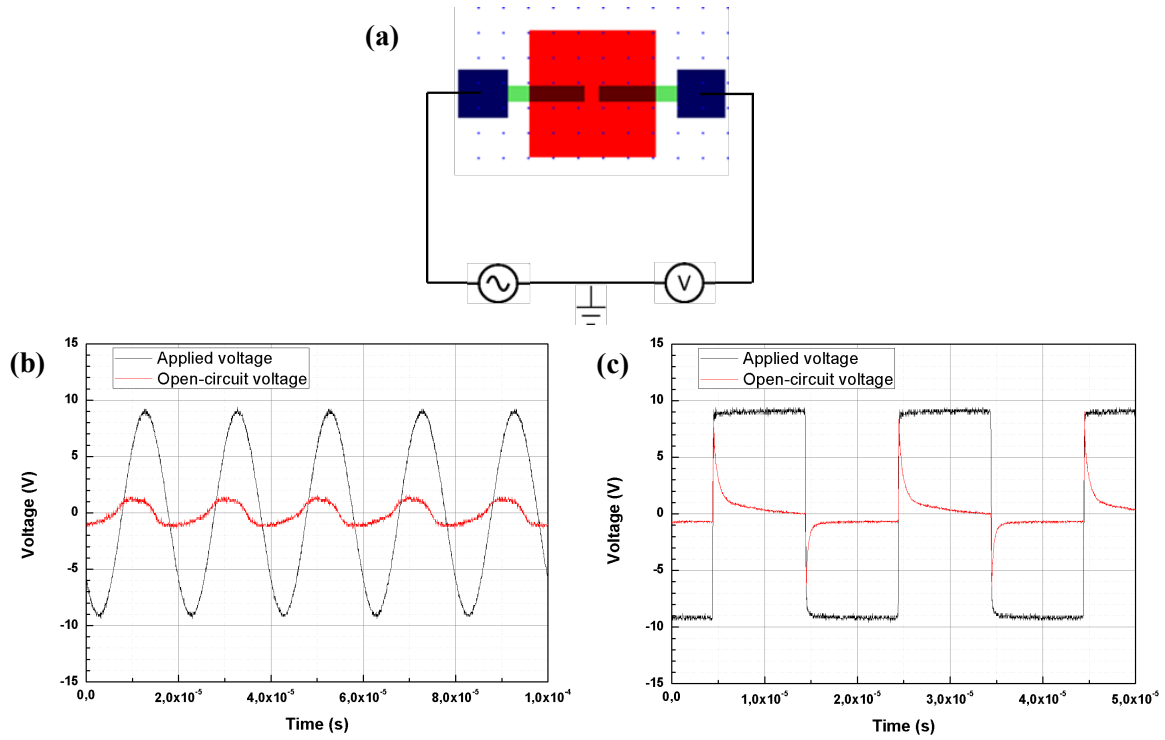 (a)
V
(b)
15
10
5
0
-5
-10
-15
Voltage (V)
Applied voltage
Open-circuit voltage
0,0 2,0x10⁻⁵ 4,0x10⁻⁵ 6,0x10⁻⁵ 8,0x10⁻⁵ 1,0x10⁻⁴
Time (s)
(c)
15
10
5
0
-5
-10
-15
Voltage (V)
Applied voltage
Open-circuit voltage
0,0 1,0x10⁻⁵ 2,0x10⁻⁵ 3,0x10⁻⁵ 4,0x10⁻⁵ 5,0x10⁻⁵
Time (s)